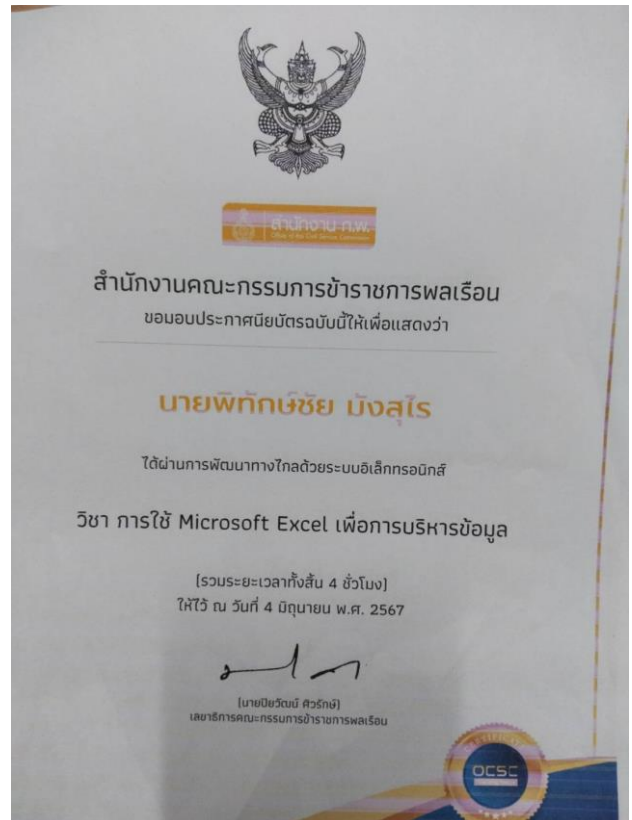 สำนักงาน ก.พ.
Office of the Civil Service Commission
สำนักงานคณะกรรมการข้าราชการพลเรือน
ขอมอบประกาศนียบัตรฉบับนี้ให้เพื่อแสดงว่า
นายพิทักษ์ชัย มังสุไร
ได้ผ่านการพัฒนาทางไกลด้วยระบบอิเล็กทรอนิกส์
วิชา การใช้ Microsoft Excel เพื่อการบริหารข้อมูล
(รวมระยะเวลาทั้งสิ้น 4 ชั่วโมง)
ให้ไว้ ณ วันที่ 4 มิถุนายน พ.ศ. 2567
(นายปิยวัฒน์ ศิวรักษ์)
เลขาธิการคณะกรรมการข้าราชการพลเรือน
CERTIFICATE
OCSC